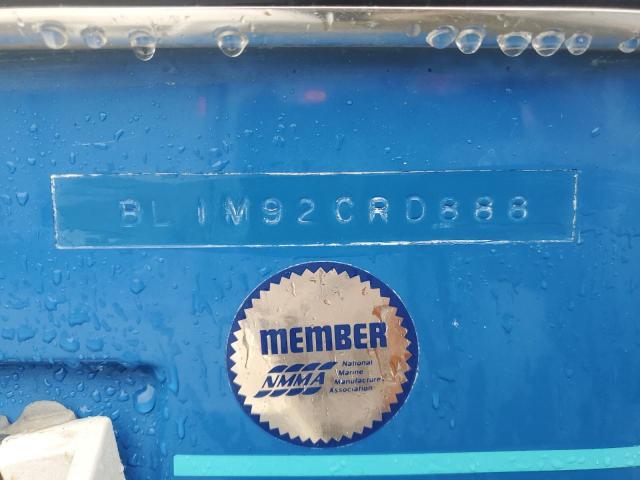 BL1M92CRD888
MEMBER
NMMA
National
Marine
Manufacturers
Association